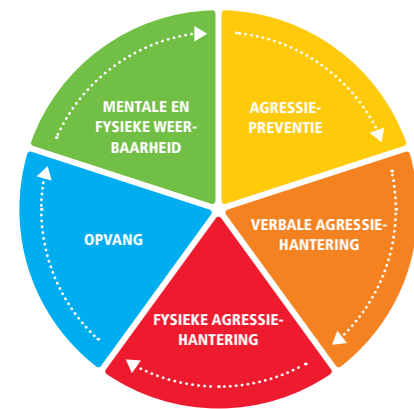 MENTALE EN
FYSIEKE WEER-
BAARHEID
AGRESSIE-
PREVENTIE
OPVANG
VERBALE AGRESSIE-
HANTERING
FYSIEKE AGRESSIE-
HANTERING